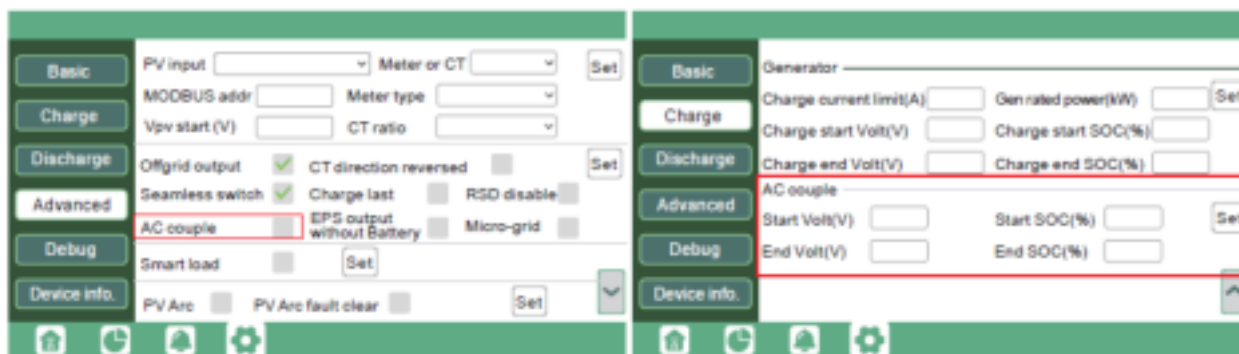 Basic
Charge
Discharge
Advanced
Debug
Device info.
PV input Meter or CT Set
MODBUS addr Meter type
Vpv start (V) CT ratio
Offgrid output CT direction reversed Set
Seamless switch Charge last RSD disable
AC couple EPS output without Battery Micro-grid
Smart load Set
PV Arc PV Arc fault clear Set
Basic
Charge
Discharge
Advanced
Debug
Device info.
Generator
Charge current limit(A) Gen rated power(kW) Set
Charge start Volt(V) Charge start SOC(%)
Charge end Volt(V) Charge end SOC(%)
AC couple
Start Volt(V) Start SOC(%) Set
End Volt(V) End SOC(%)